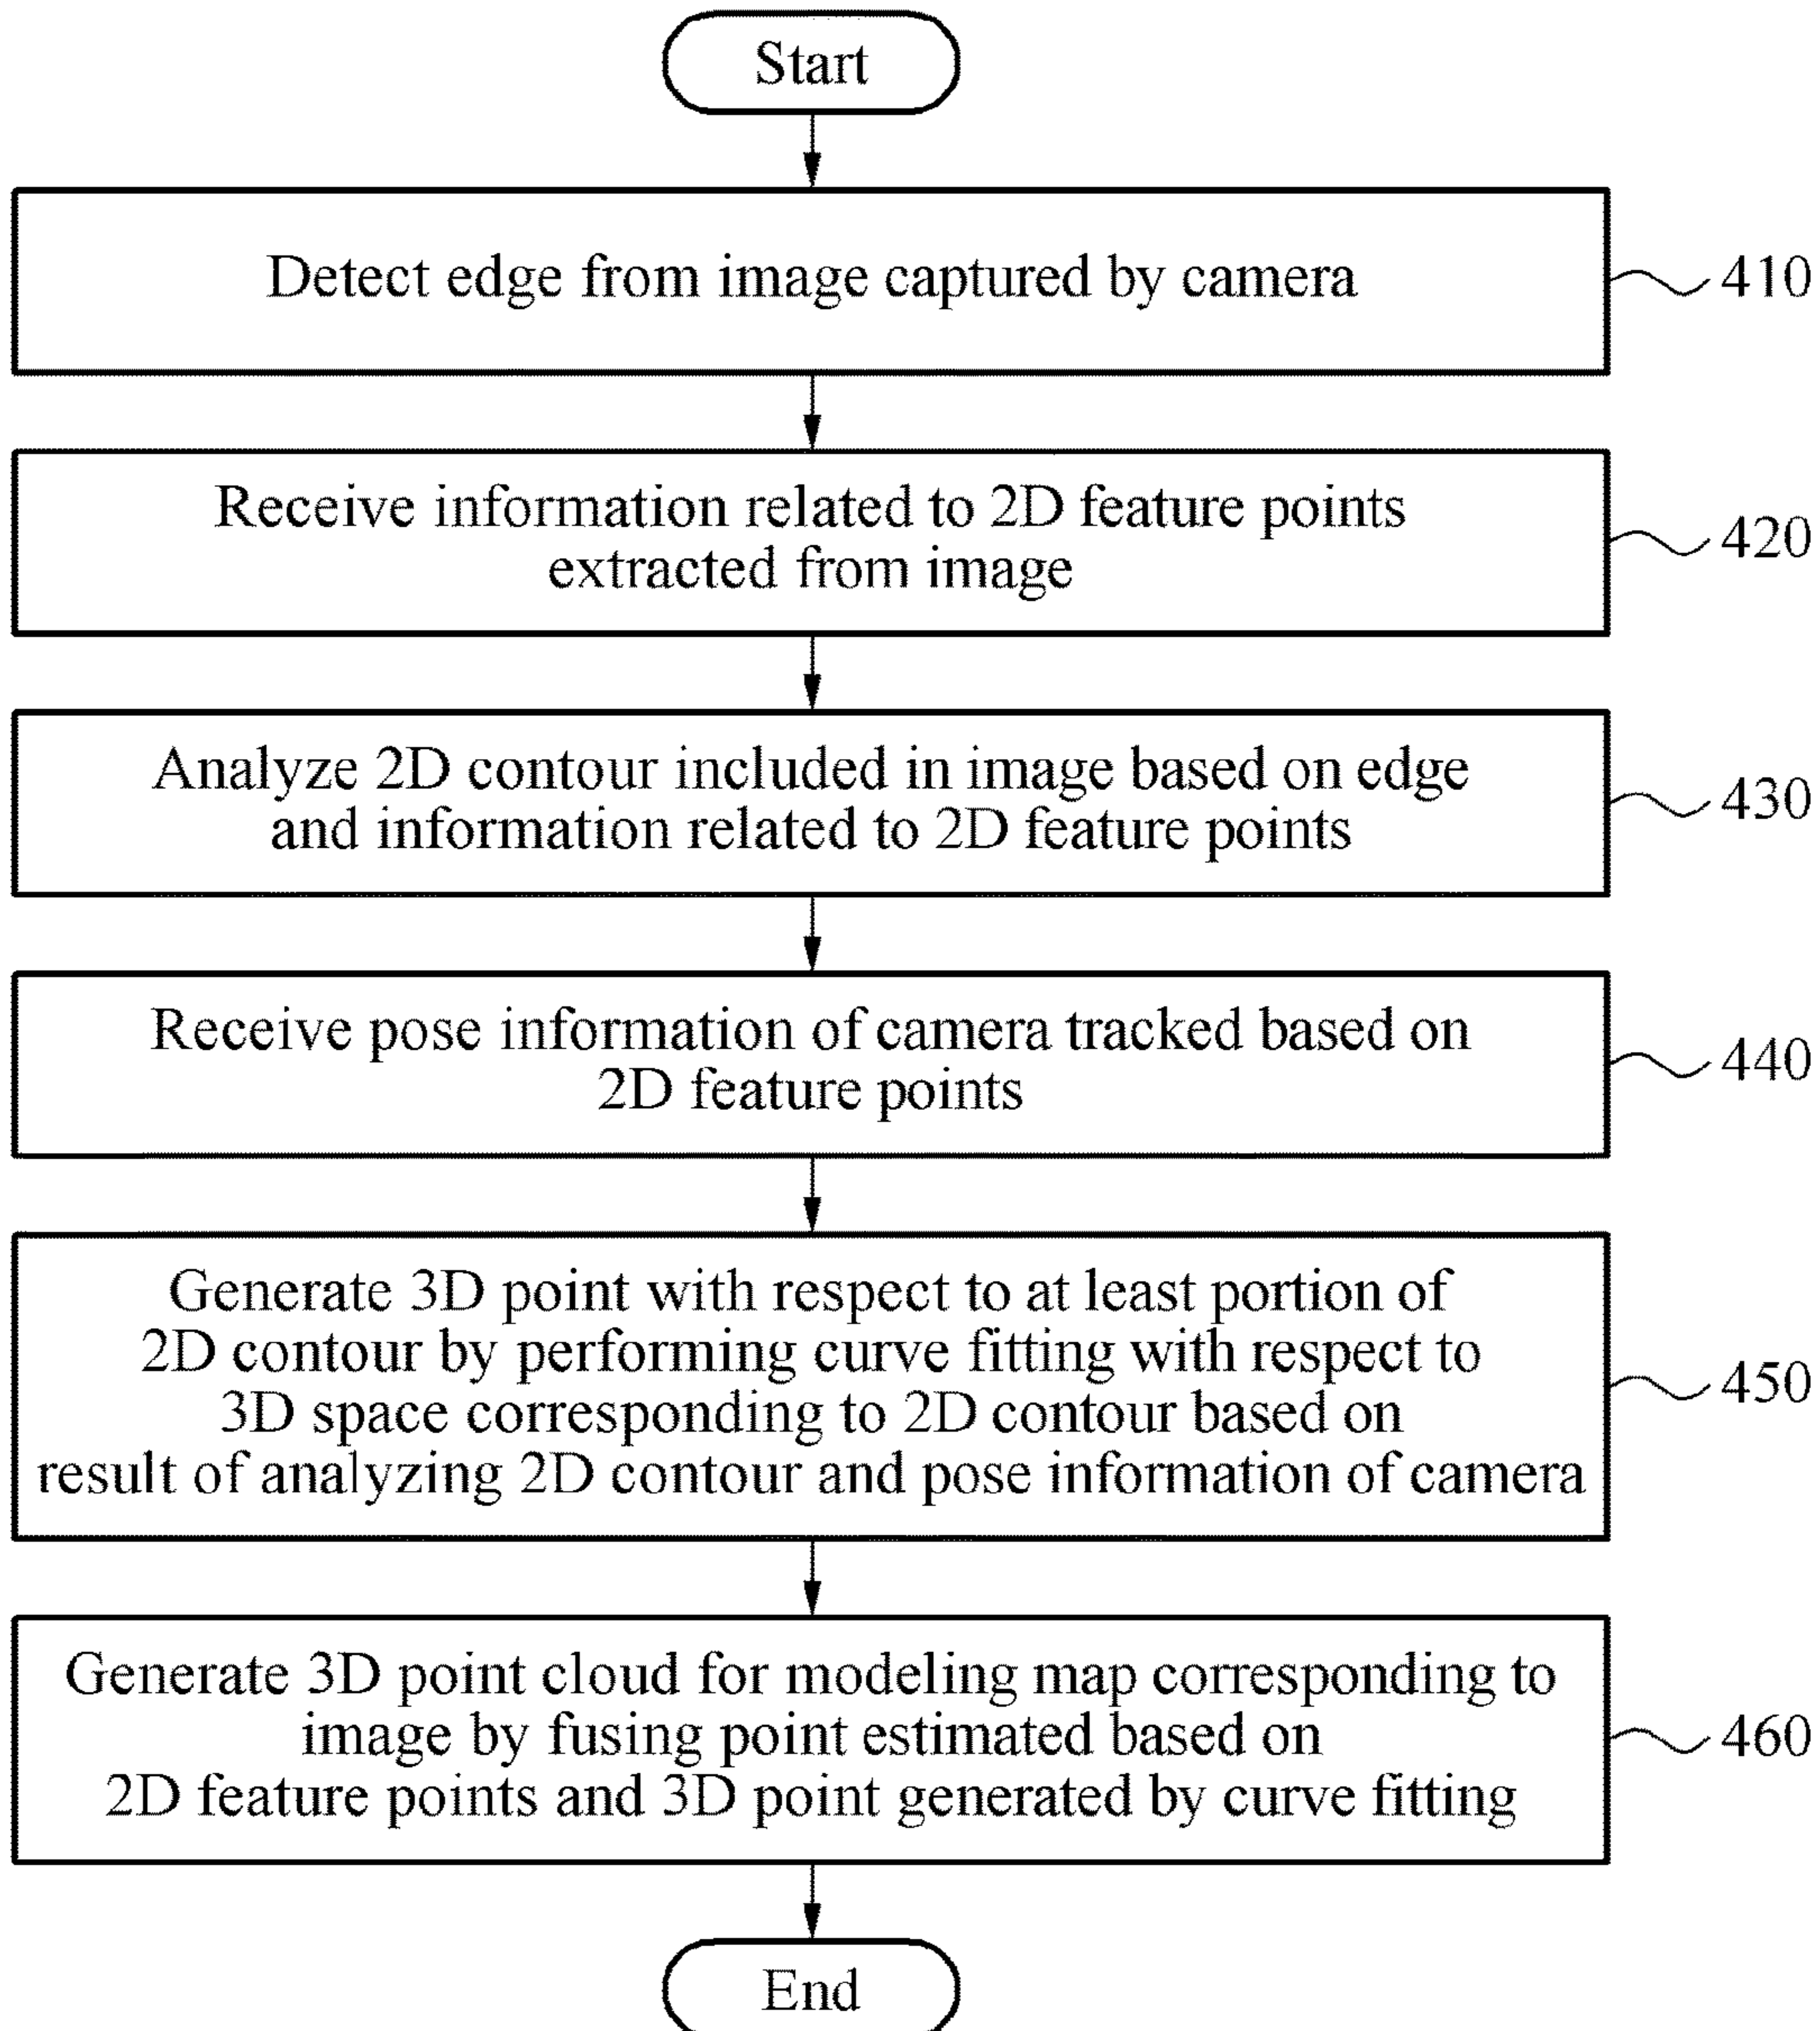 Start
Detect edge from image captured by camera
410
Receive information related to 2D feature points
extracted from image
420
Analyze 2D contour included in image based on edge
and information related to 2D feature points
430
Receive pose information of camera tracked based on
2D feature points
440
Generate 3D point with respect to at least portion of
2D contour by performing curve fitting with respect to
3D space corresponding to 2D contour based on
result of analyzing 2D contour and pose information of camera
450
Generate 3D point cloud for modeling map corresponding to
image by fusing point estimated based on
2D feature points and 3D point generated by curve fitting
460
End